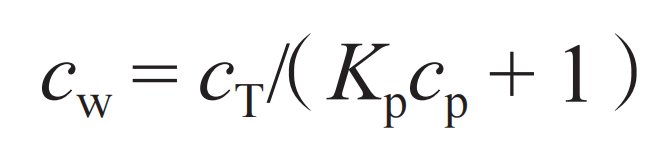 c_w = c_T/(K_p c_p + 1)